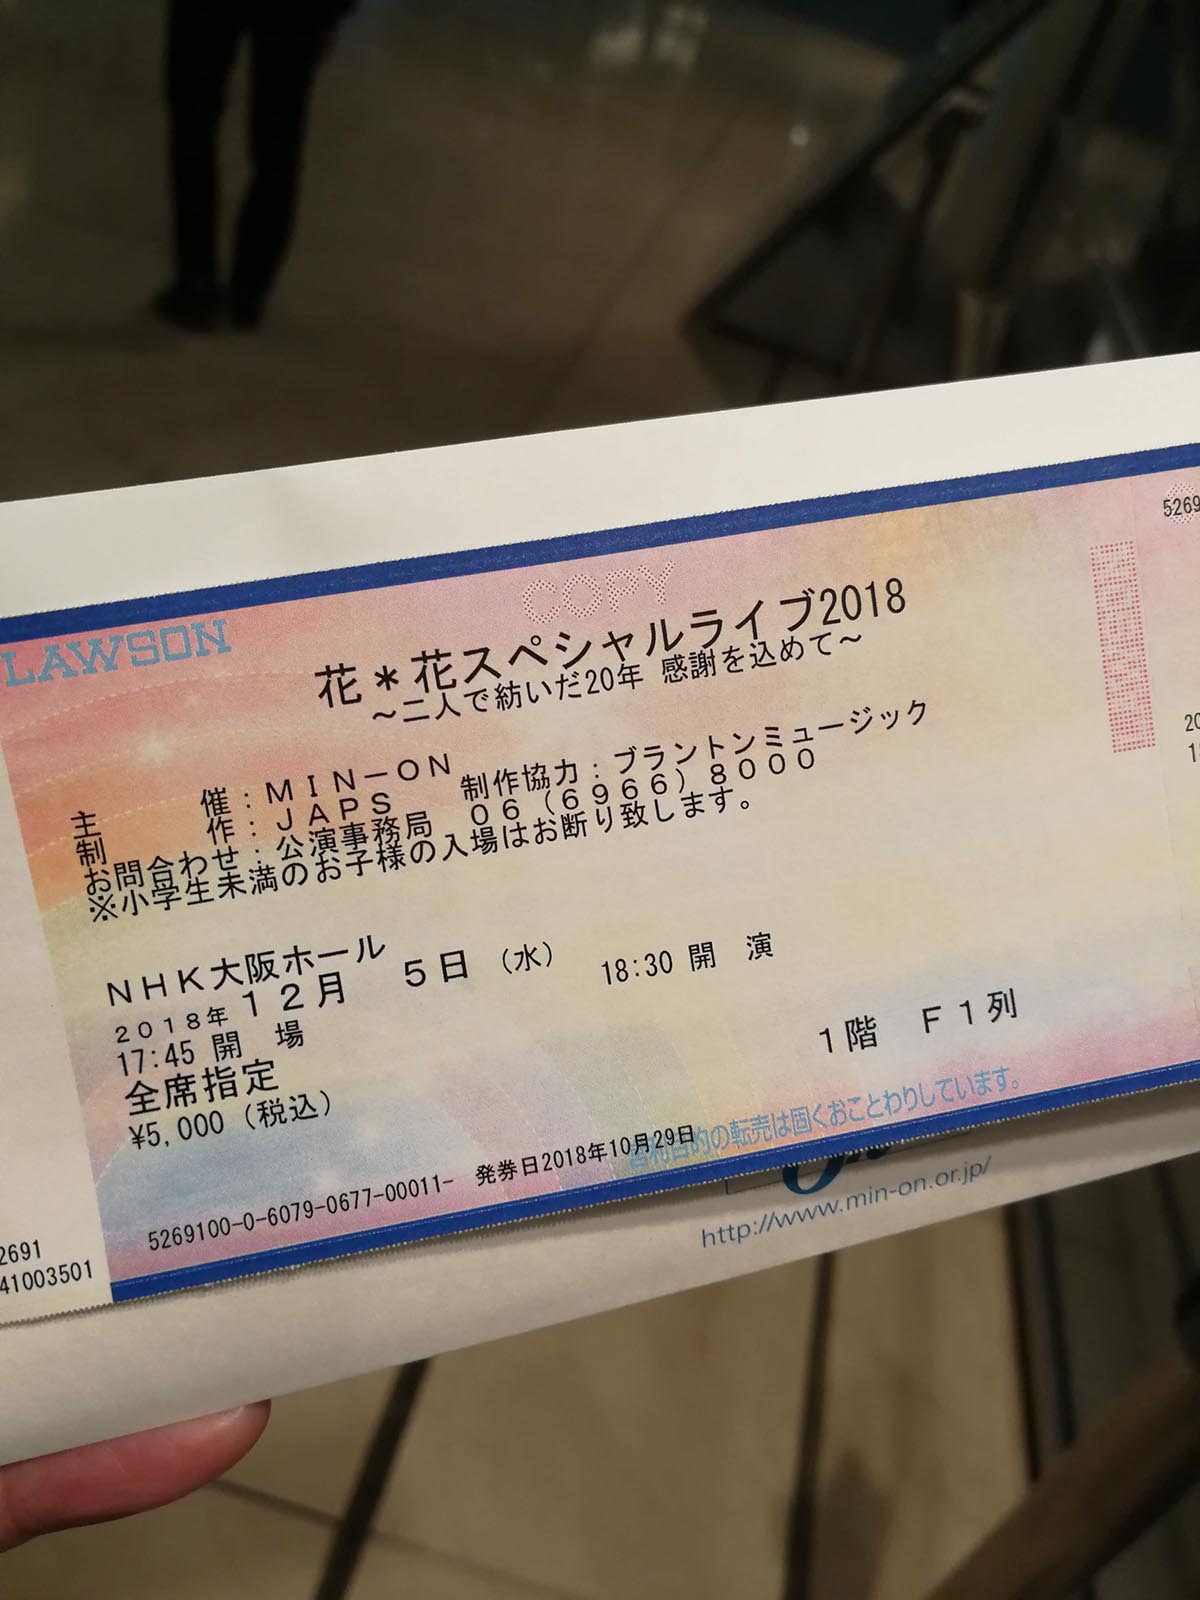 LAWSON
COPY
5269
花＊花スペシャルライブ2018
～二人で紡いだ20年 感謝を込めて～
主　　　催：ＭＩＮ－ＯＮ
制　　　作：ＪＡＰＳ　制作協力：ブラントンミュージック
お問合わせ：公演事務局　０６（６９６６）８０００
※小学生未満のお子様の入場はお断り致します。
ＮＨＫ大阪ホール
２０１８年１２月　５日（水）　18:30 開　演
17:45 開　場
全席指定　１階　Ｆ１列
¥5,000（税込）
営利目的の転売は固くおことわりしています。
5269100-0-6079-0677-00011-　発券日2018年10月29日
2691
41003501
http://www.min-on.or.jp/